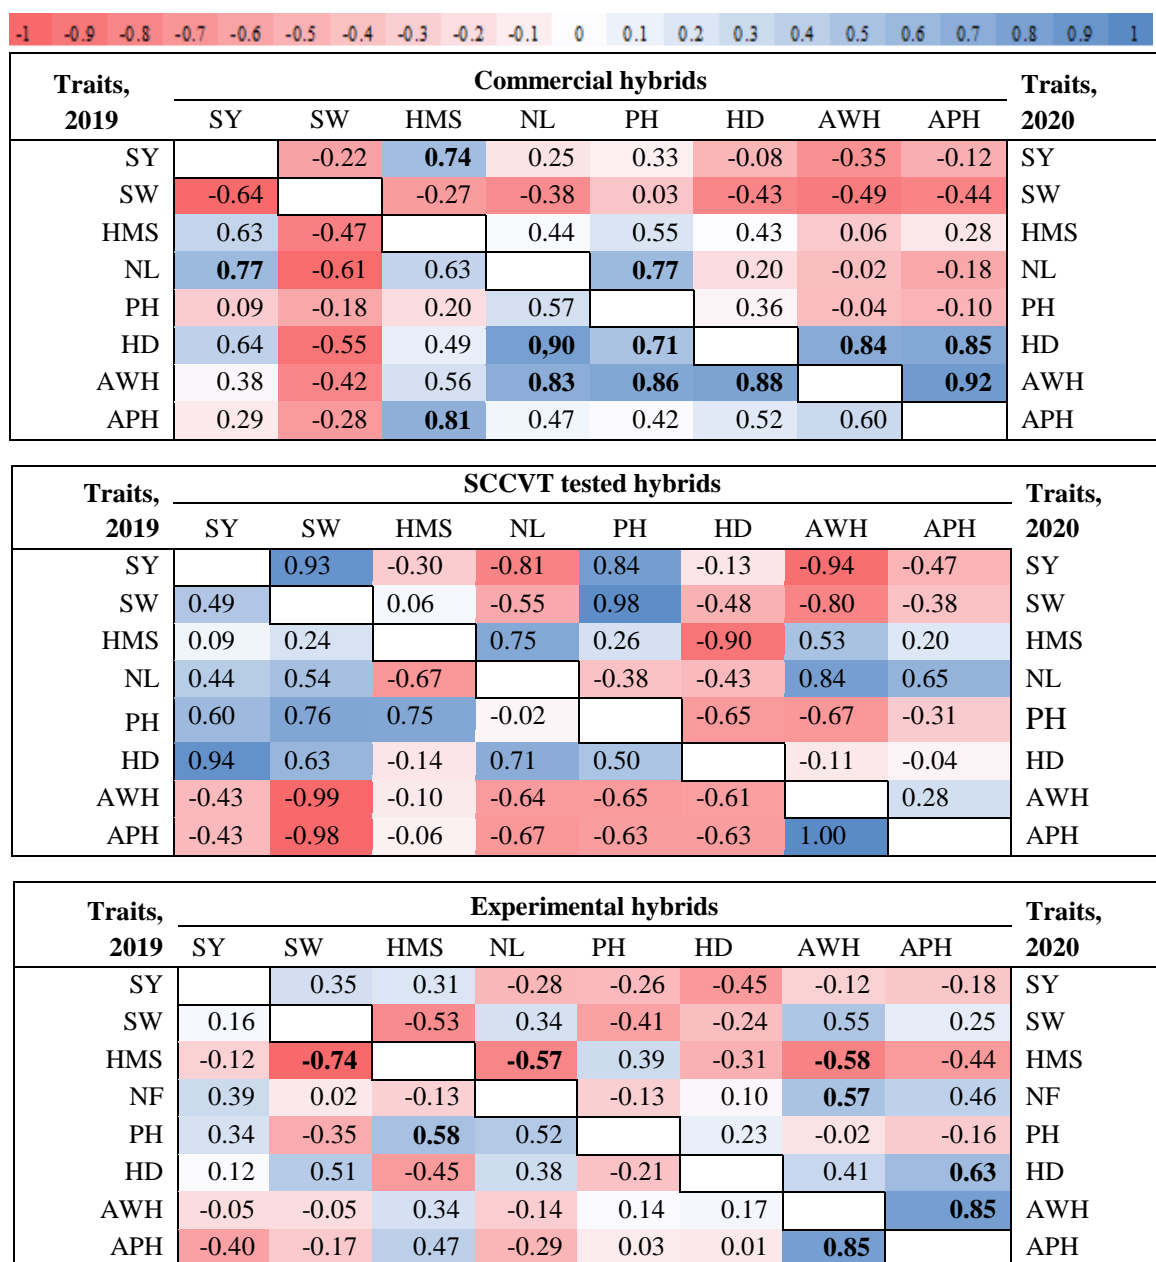 -1 -0.9 -0.8 -0.7 -0.6 -0.5 -0.4 -0.3 -0.2 -0.1 0 0.1 0.2 0.3 0.4 0.5 0.6 0.7 0.8 0.9 1
Traits, Commercial hybrids Traits,
2019 SY SW HMS NL PH HD AWH APH 2020
SY -0.22 0.74 0.25 0.33 -0.08 -0.35 -0.12 SY
SW -0.64 -0.27 -0.38 0.03 -0.43 -0.49 -0.44 SW
HMS 0.63 -0.47 0.44 0.55 0.43 0.06 0.28 HMS
NL 0.77 -0.61 0.63 0.77 0.20 -0.02 -0.18 NL
PH 0.09 -0.18 0.20 0.57 0.36 -0.04 -0.10 PH
HD 0.64 -0.55 0.49 0,90 0.71 0.84 0.85 HD
AWH 0.38 -0.42 0.56 0.83 0.86 0.88 0.92 AWH
APH 0.29 -0.28 0.81 0.47 0.42 0.52 0.60 APH
Traits, SCCVT tested hybrids Traits,
2019 SY SW HMS NL PH HD AWH APH 2020
SY 0.93 -0.30 -0.81 0.84 -0.13 -0.94 -0.47 SY
SW 0.49 0.06 -0.55 0.98 -0.48 -0.80 -0.38 SW
HMS 0.09 0.24 0.75 0.26 -0.90 0.53 0.20 HMS
NL 0.44 0.54 -0.67 -0.38 -0.43 0.84 0.65 NL
PH 0.60 0.76 0.75 -0.02 -0.65 -0.67 -0.31 PH
HD 0.94 0.63 -0.14 0.71 0.50 -0.11 -0.04 HD
AWH -0.43 -0.99 -0.10 -0.64 -0.65 -0.61 0.28 AWH
APH -0.43 -0.98 -0.06 -0.67 -0.63 -0.63 1.00 APH
Traits, Experimental hybrids Traits,
2019 SY SW HMS NL PH HD AWH APH 2020
SY 0.35 0.31 -0.28 -0.26 -0.45 -0.12 -0.18 SY
SW 0.16 -0.53 0.34 -0.41 -0.24 0.55 0.25 SW
HMS -0.12 -0.74 -0.57 0.39 -0.31 -0.58 -0.44 HMS
NF 0.39 0.02 -0.13 -0.13 0.10 0.57 0.46 NF
PH 0.34 -0.35 0.58 0.52 0.23 -0.02 -0.16 PH
HD 0.12 0.51 -0.45 0.38 -0.21 0.41 0.63 HD
AWH -0.05 -0.05 0.34 -0.14 0.14 0.17 0.85 AWH
APH -0.40 -0.17 0.47 -0.29 0.03 0.01 0.85 APH